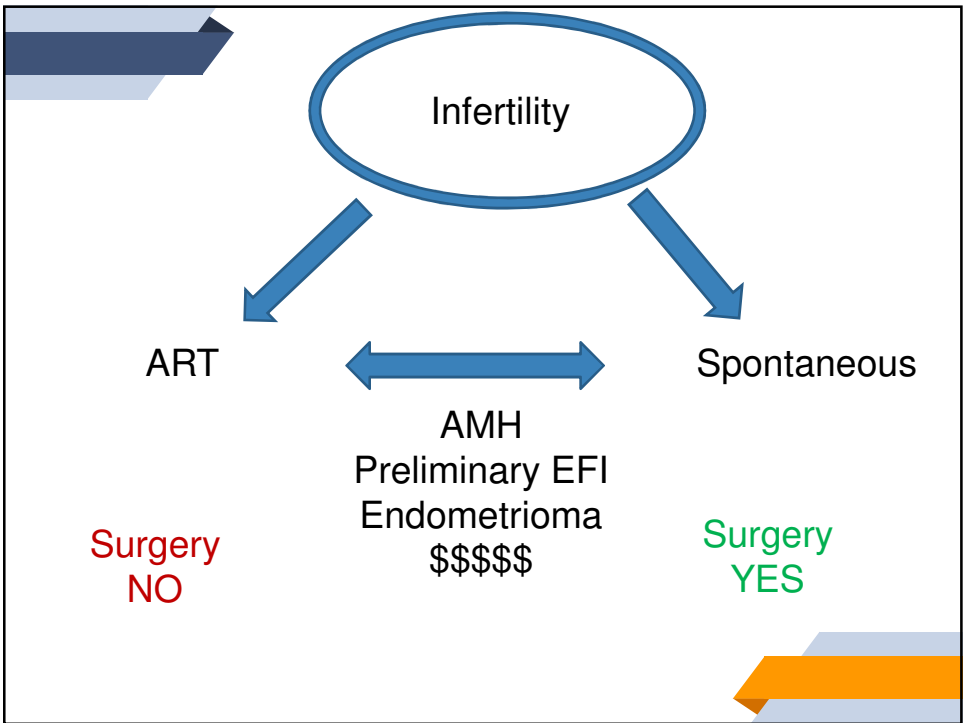 Infertility
ART
Spontaneous
AMH
Preliminary EFI
Endometrioma
$$$$$
Surgery
NO
Surgery
YES